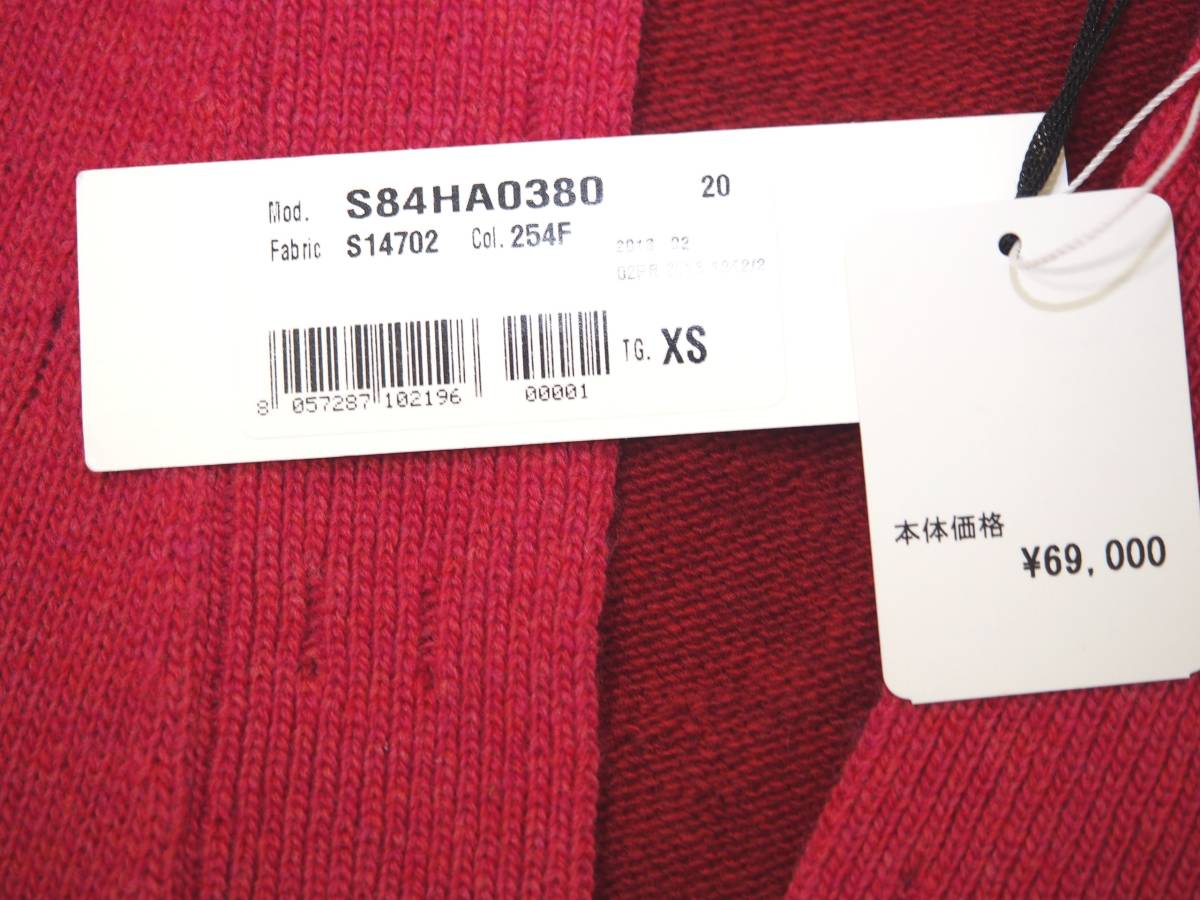 Mod. S84HA0380 20
Fabric S14702 Col. 254F
8 057287 102196 00001
TG. XS
本体価格
¥69,000